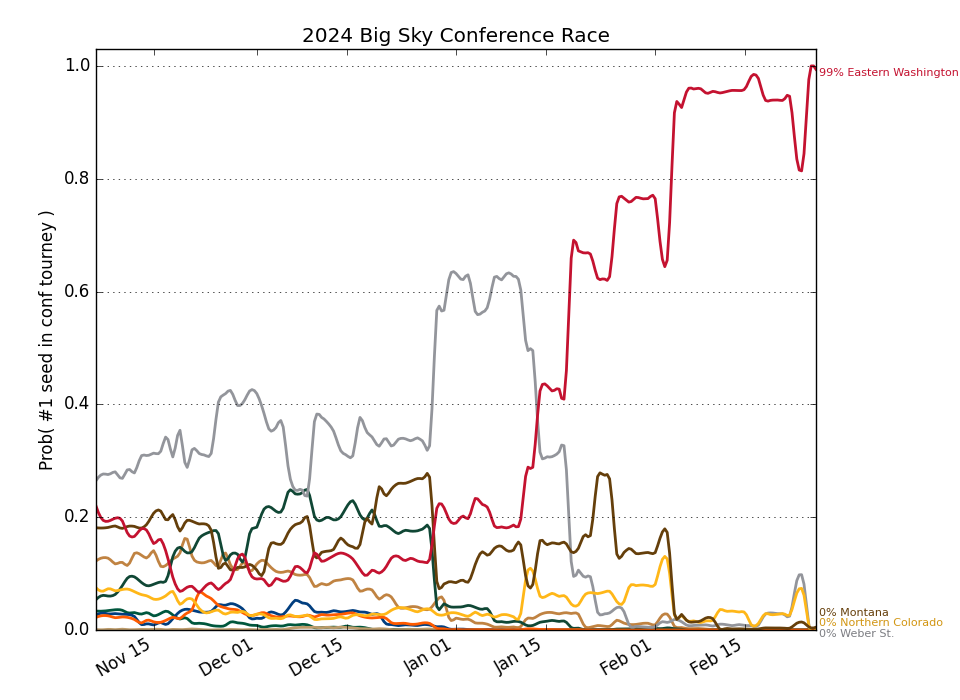 2024 Big Sky Conference Race
Prob( #1 seed in conf tourney )
1.0
0.8
0.6
0.4
0.2
0.0
Nov 15
Dec 01
Dec 15
Jan 01
Jan 15
Feb 01
Feb 15
99% Eastern Washington
0% Montana
0% Northern Colorado
0% Weber St.